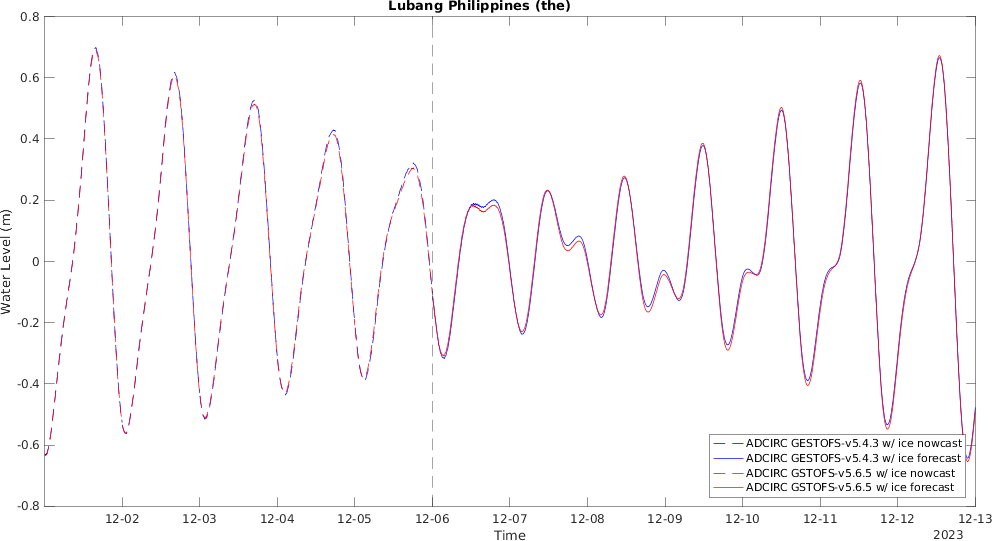 Lubang Philippines (the)
0.8
0.6
0.4
0.2
0
-0.2
-0.4
-0.6
-0.8
Water Level (m)
ADCIRC GESTOFS-v5.4.3 w/ ice nowcast
ADCIRC GESTOFS-v5.4.3 w/ ice forecast
ADCIRC GSTOFS-v5.6.5 w/ ice nowcast
ADCIRC GSTOFS-v5.6.5 w/ ice forecast
12-02 12-03 12-04 12-05 12-06 12-07 12-08 12-09 12-10 12-11 12-12 12-13
Time
2023